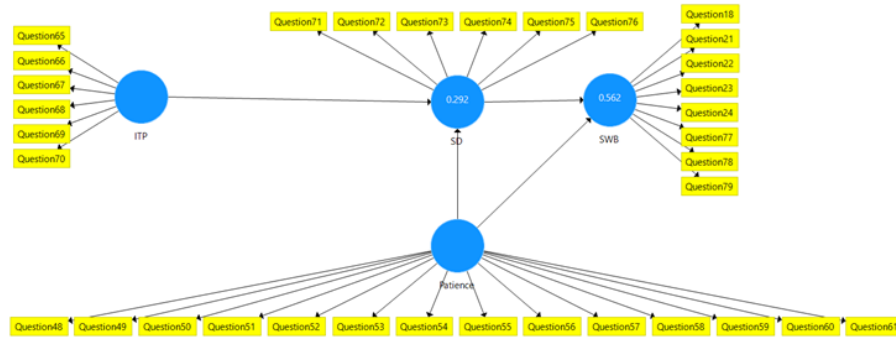 Question71
Question72
Question73
Question74
Question75
Question76
Question18
Question21
Question22
Question23
Question24
Question77
Question78
Question79
Question65
Question66
Question67
Question68
Question69
Question70
ITP
0.292
SD
0.562
SWB
Patience
Question48
Question49
Question50
Question51
Question52
Question53
Question54
Question55
Question56
Question57
Question58
Question59
Question60
Question61